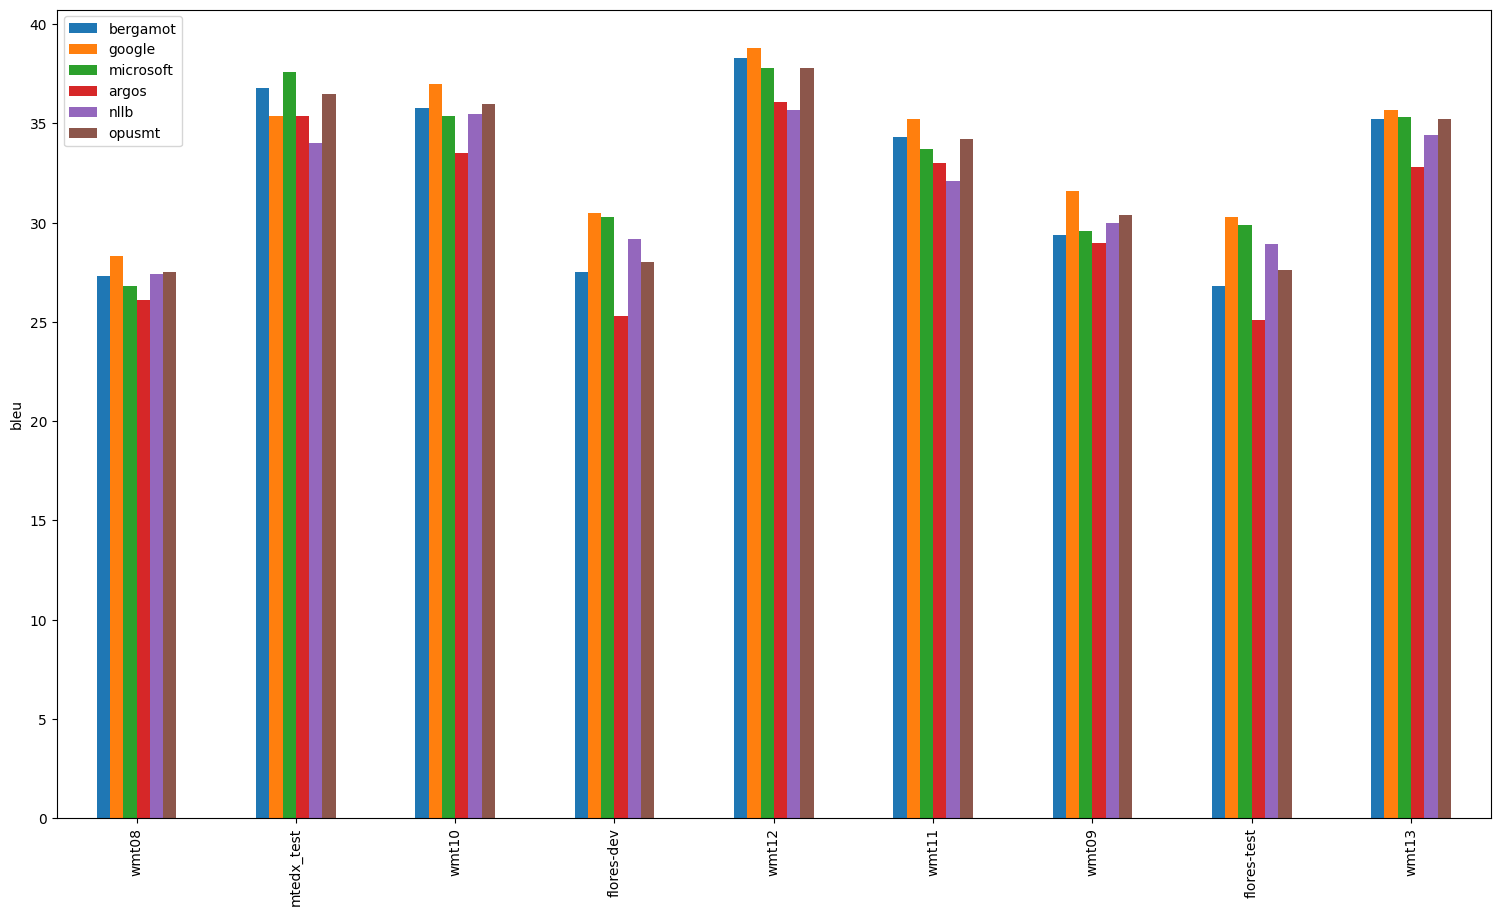 40
35
30
25
20
15
10
5
0
bleu
bergamot
google
microsoft
argos
nllb
opusmt
wmt08
mtedx_test
wmt10
flores-dev
wmt12
wmt11
wmt09
flores-test
wmt13